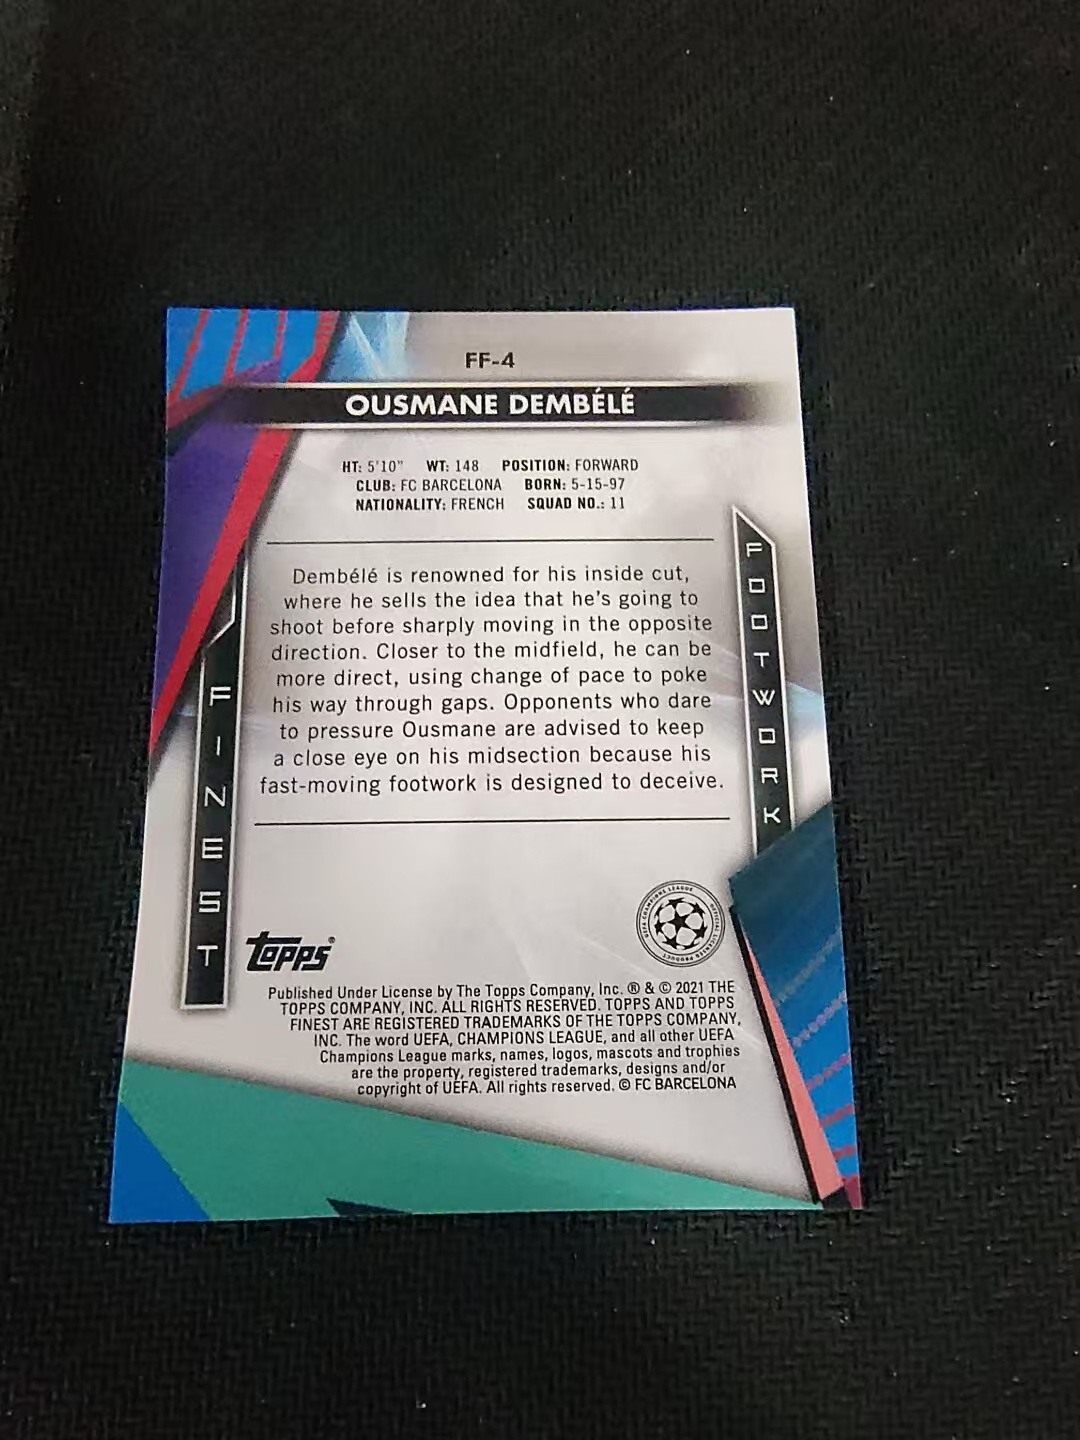 FF-4
OUSMANE DEMBÉLÉ
HT: 5'10" WT: 148 POSITION: FORWARD
CLUB: FC BARCELONA BORN: 5-15-97
NATIONALITY: FRENCH SQUAD NO.: 11
Dembélé is renowned for his inside cut,
where he sells the idea that he's going to
shoot before sharply moving in the opposite
direction. Closer to the midfield, he can be
more direct, using change of pace to poke
his way through gaps. Opponents who dare
to pressure Ousmane are advised to keep
a close eye on his midsection because his
fast-moving footwork is designed to deceive.
FINEST
FOOTWORK
topps®
UEFA CHAMPIONS LEAGUE
OFFICIAL LICENSED PRODUCT
Published Under License by The Topps Company, Inc. ® & © 2021 THE
TOPPS COMPANY, INC. ALL RIGHTS RESERVED. TOPPS AND TOPPS
FINEST ARE REGISTERED TRADEMARKS OF THE TOPPS COMPANY,
INC. The word UEFA, CHAMPIONS LEAGUE, and all other UEFA
Champions League marks, names, logos, mascots and trophies
are the property, registered trademarks, designs and/or
copyright of UEFA. All rights reserved. © FC BARCELONA